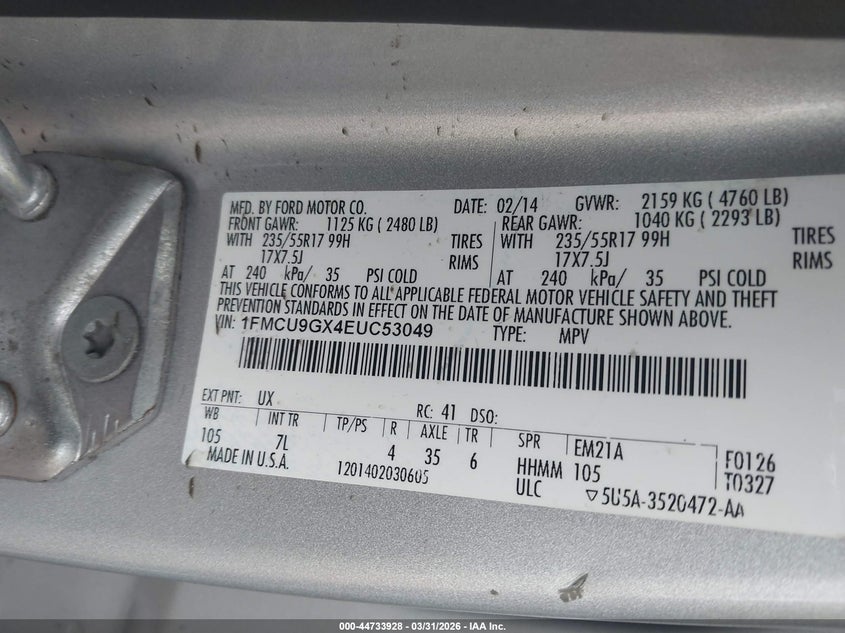 MFD. BY FORD MOTOR CO. DATE: 02/14 GVWR: 2159 KG ( 4760 LB)
FRONT GAWR: 1125 KG ( 2480 LB) REAR GAWR: 1040 KG ( 2293 LB)
WITH 235/55R17 99H TIRES WITH 235/55R17 99H TIRES
17X7.5J RIMS 17X7.5J RIMS
AT 240 kPa/ 35 PSI COLD AT 240 kPa/ 35 PSI COLD
THIS VEHICLE CONFORMS TO ALL APPLICABLE FEDERAL MOTOR VEHICLE SAFETY AND THEFT
PREVENTION STANDARDS IN EFFECT ON THE DATE OF MANUFACTURE SHOWN ABOVE.
VIN: 1FMCU9GX4EUC53049 TYPE: MPV
EXT PNT: UX RC: 41 DSO:
WB INT TR TP/PS R AXLE TR SPR EM21A F0126
105 7L 4 35 6 HHMM 105 T0327
MADE IN U.S.A. 1201402030605 ULC ▽5U5A-3520472-AA
000-44733928 - 03/31/2026 - IAA Inc.